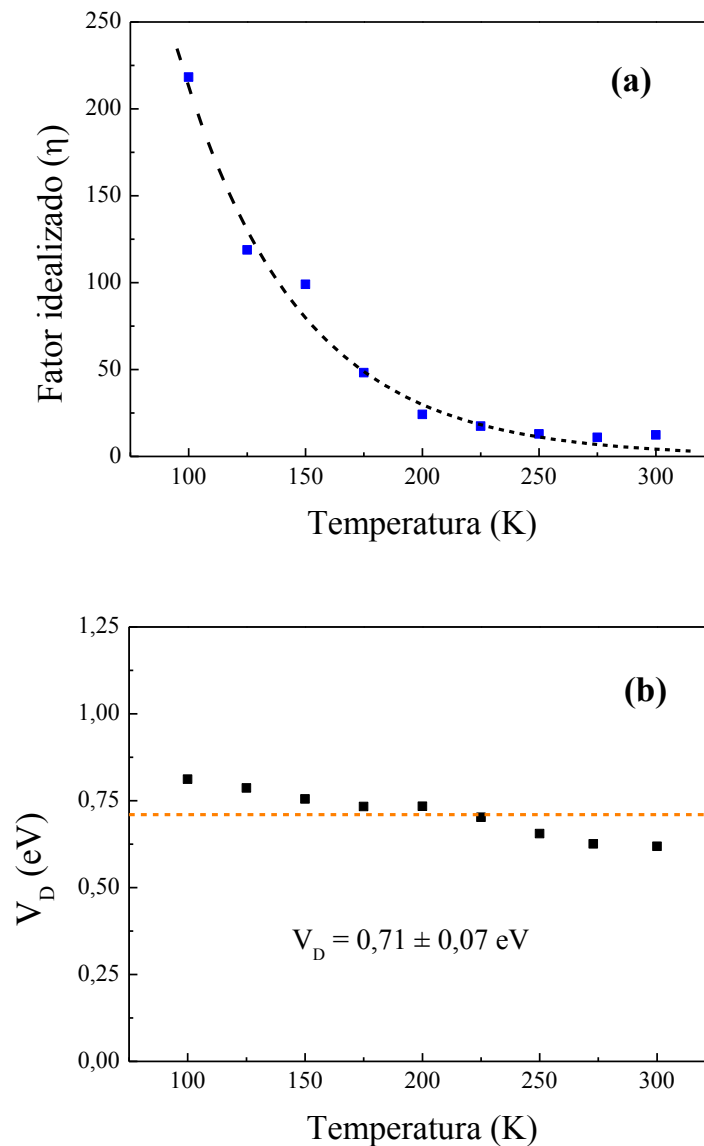 250
200
150
100
50
0
(a)
Fator idealizado (η)
100 150 200 250 300
Temperatura (K)
1,25
1,00
0,75
0,50
0,25
0,00
(b)
V_D (eV)
V_D = 0,71 ± 0,07 eV
100 150 200 250 300
Temperatura (K)